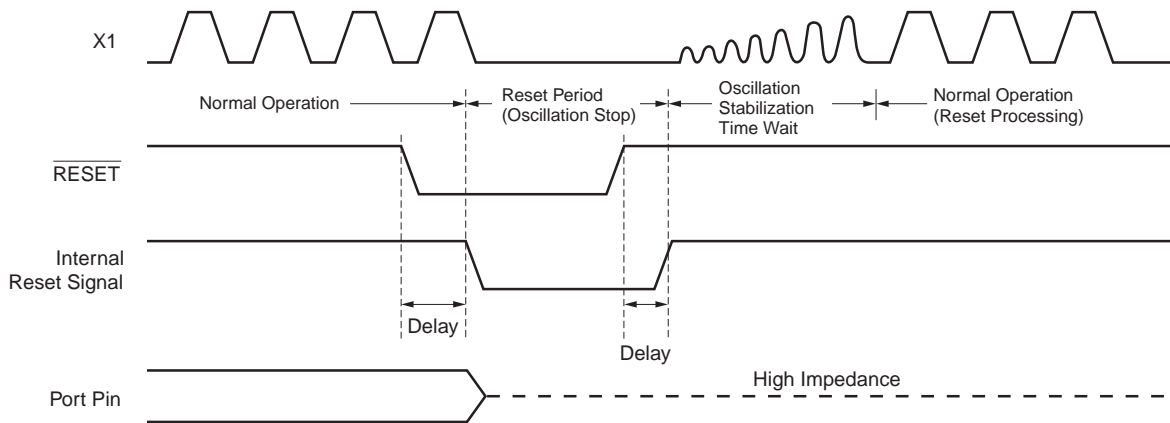 X1
Normal Operation
Reset Period
(Oscillation Stop)
Oscillation
Stabilization
Time Wait
Normal Operation
(Reset Processing)
RESET
Internal
Reset Signal
Delay
Delay
Port Pin
High Impedance